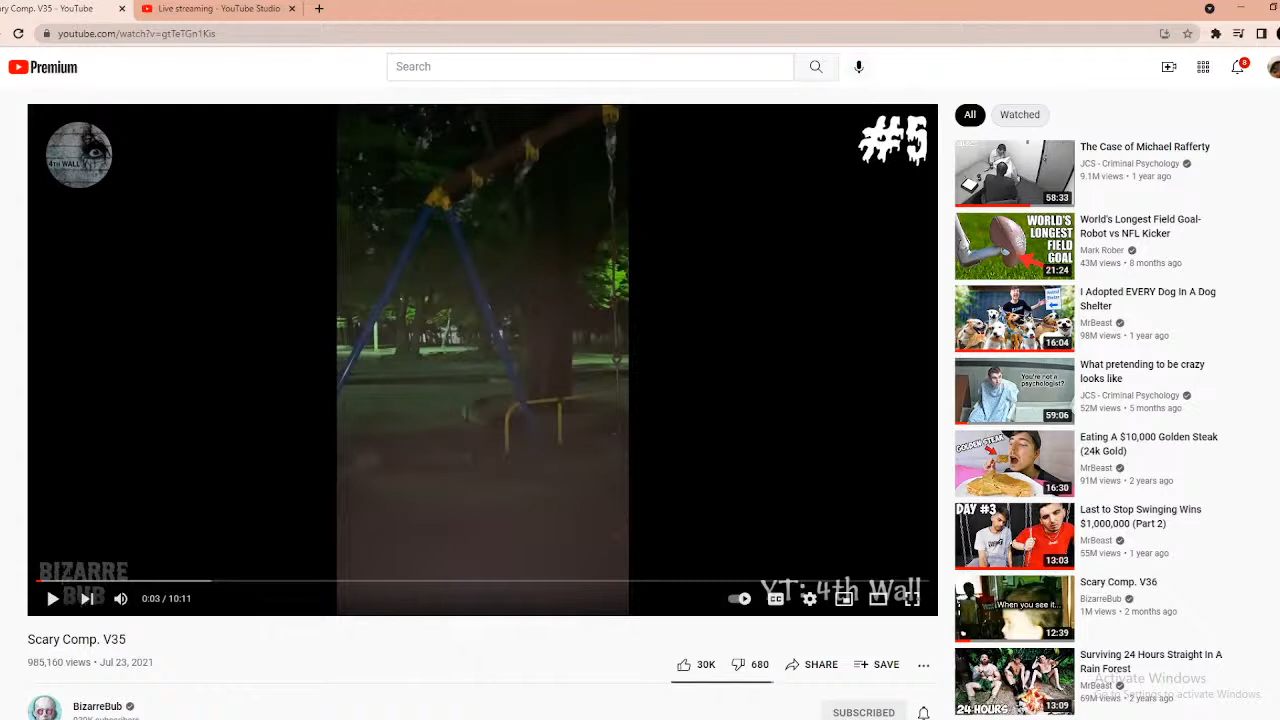 ry Comp. V35 - YouTube
Live streaming - YouTube Studio
youtube.com/watch?v=gtTeTGn1Kis
Premium
Search
8
4TH WALL
#5
BIZARRE
BUB
YT: 4th Wall
0:03 / 10:11
CC
Scary Comp. V35
985,160 views • Jul 23, 2021
30K
680
SHARE
SAVE
BizarreBub
SUBSCRIBED
All
Watched
58:33
The Case of Michael Rafferty
JCS - Criminal Psychology
9.1M views • 1 year ago
WORLD'S
LONGEST
FIELD
GOAL
21:24
World's Longest Field Goal-
Robot vs NFL Kicker
Mark Rober
43M views • 8 months ago
16:04
I Adopted EVERY Dog In A Dog
Shelter
MrBeast
98M views • 1 year ago
You're not a
psychologist?
59:06
What pretending to be crazy
looks like
JCS - Criminal Psychology
52M views • 5 months ago
GOLDEN STEAK
16:30
Eating A $10,000 Golden Steak
(24k Gold)
MrBeast
91M views • 2 years ago
DAY #3
13:03
Last to Stop Swinging Wins
$1,000,000 (Part 2)
MrBeast
55M views • 1 year ago
When you see it...
12:39
Scary Comp. V36
BizarreBub
1M views • 2 months ago
24 HOURS
13:09
Surviving 24 Hours Straight In A
Rain Forest
MrBeast
69M views • 2 years ago
Activate Windows
Go to Settings to activate Windows.